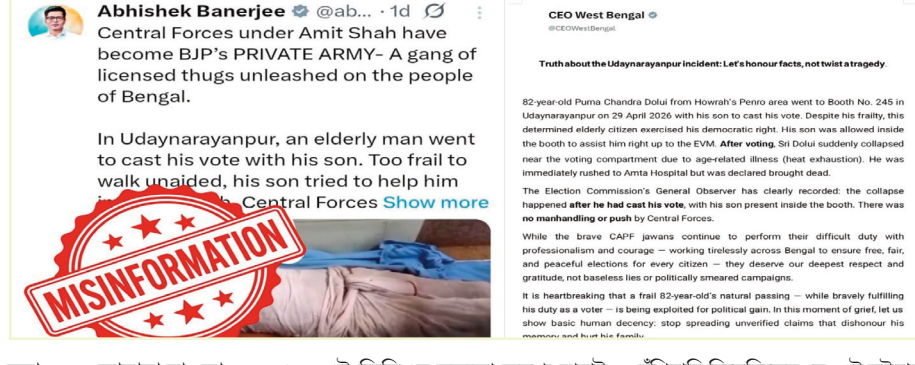 Abhishek Banerjee @ab... · 1d
Central Forces under Amit Shah have
become BJP's PRIVATE ARMY- A gang of
licensed thugs unleashed on the people
of Bengal.
In Udaynarayanpur, an elderly man went
to cast his vote with his son. Too frail to
walk unaided, his son tried to help him
Central Forces Show more
MISINFORMATION
CEO West Bengal
@CEOWestBengal
Truth about the Udaynarayanpur incident: Let's honour facts, not twist a tragedy.
82-year-old Purna Chandra Dolui from Howrah's Penro area went to Booth No. 245 in
Udaynarayanpur on 29 April 2026 with his son to cast his vote. Despite his frailty, this
determined elderly citizen exercised his democratic right. His son was allowed inside
the booth to assist him right up to the EVM. After voting, Sri Dolui suddenly collapsed
near the voting compartment due to age-related illness (heat exhaustion). He was
immediately rushed to Amta Hospital but was declared brought dead.
The Election Commission's General Observer has clearly recorded: the collapse
happened after he had cast his vote, with his son present inside the booth. There was
no manhandling or push by Central Forces.
While the brave CAPF jawans continue to perform their difficult duty with
professionalism and courage — working tirelessly across Bengal to ensure free, fair,
and peaceful elections for every citizen — they deserve our deepest respect and
gratitude, not baseless lies or politically smeared campaigns.
It is heartbreaking that a frail 82-year-old's natural passing — while bravely fulfilling
his duty as a voter — is being exploited for political gain. In this moment of grief, let us
show basic human decency: stop spreading unverified claims that dishonour his
memory and hurt his family.